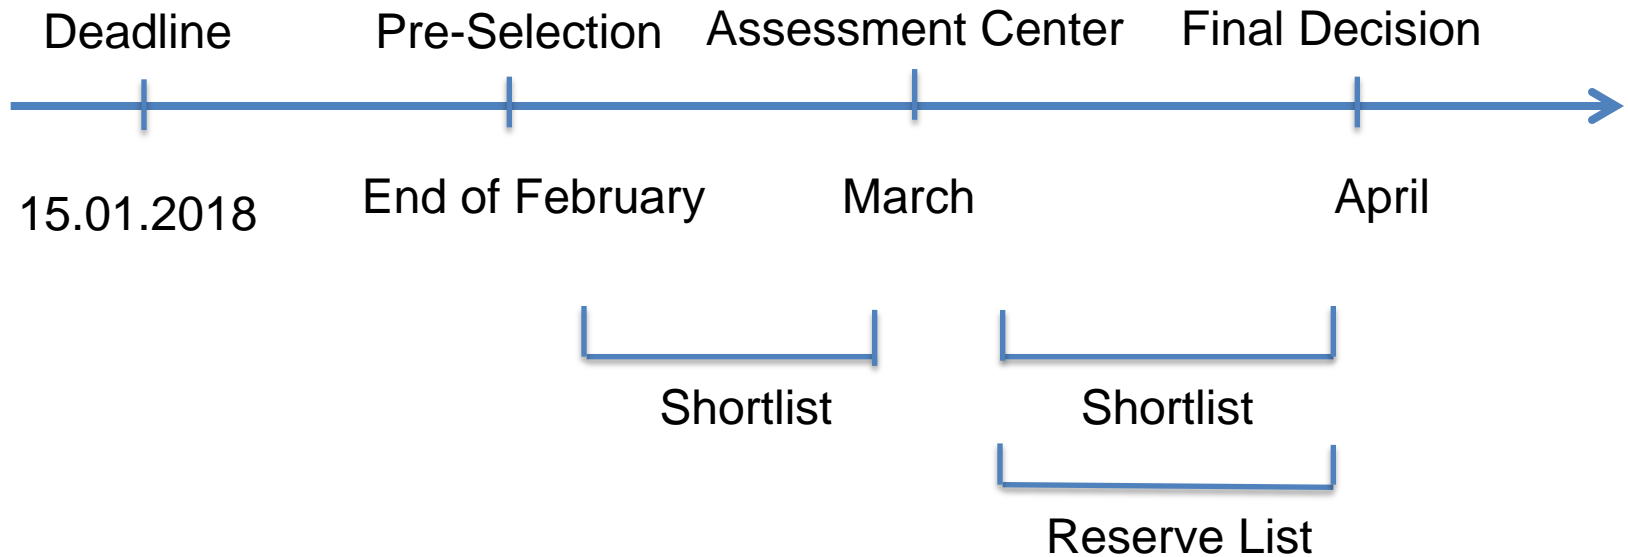 Deadline
Pre-Selection
Assessment Center
Final Decision
15.01.2018
End of February
March
April
Shortlist
Shortlist
Reserve List